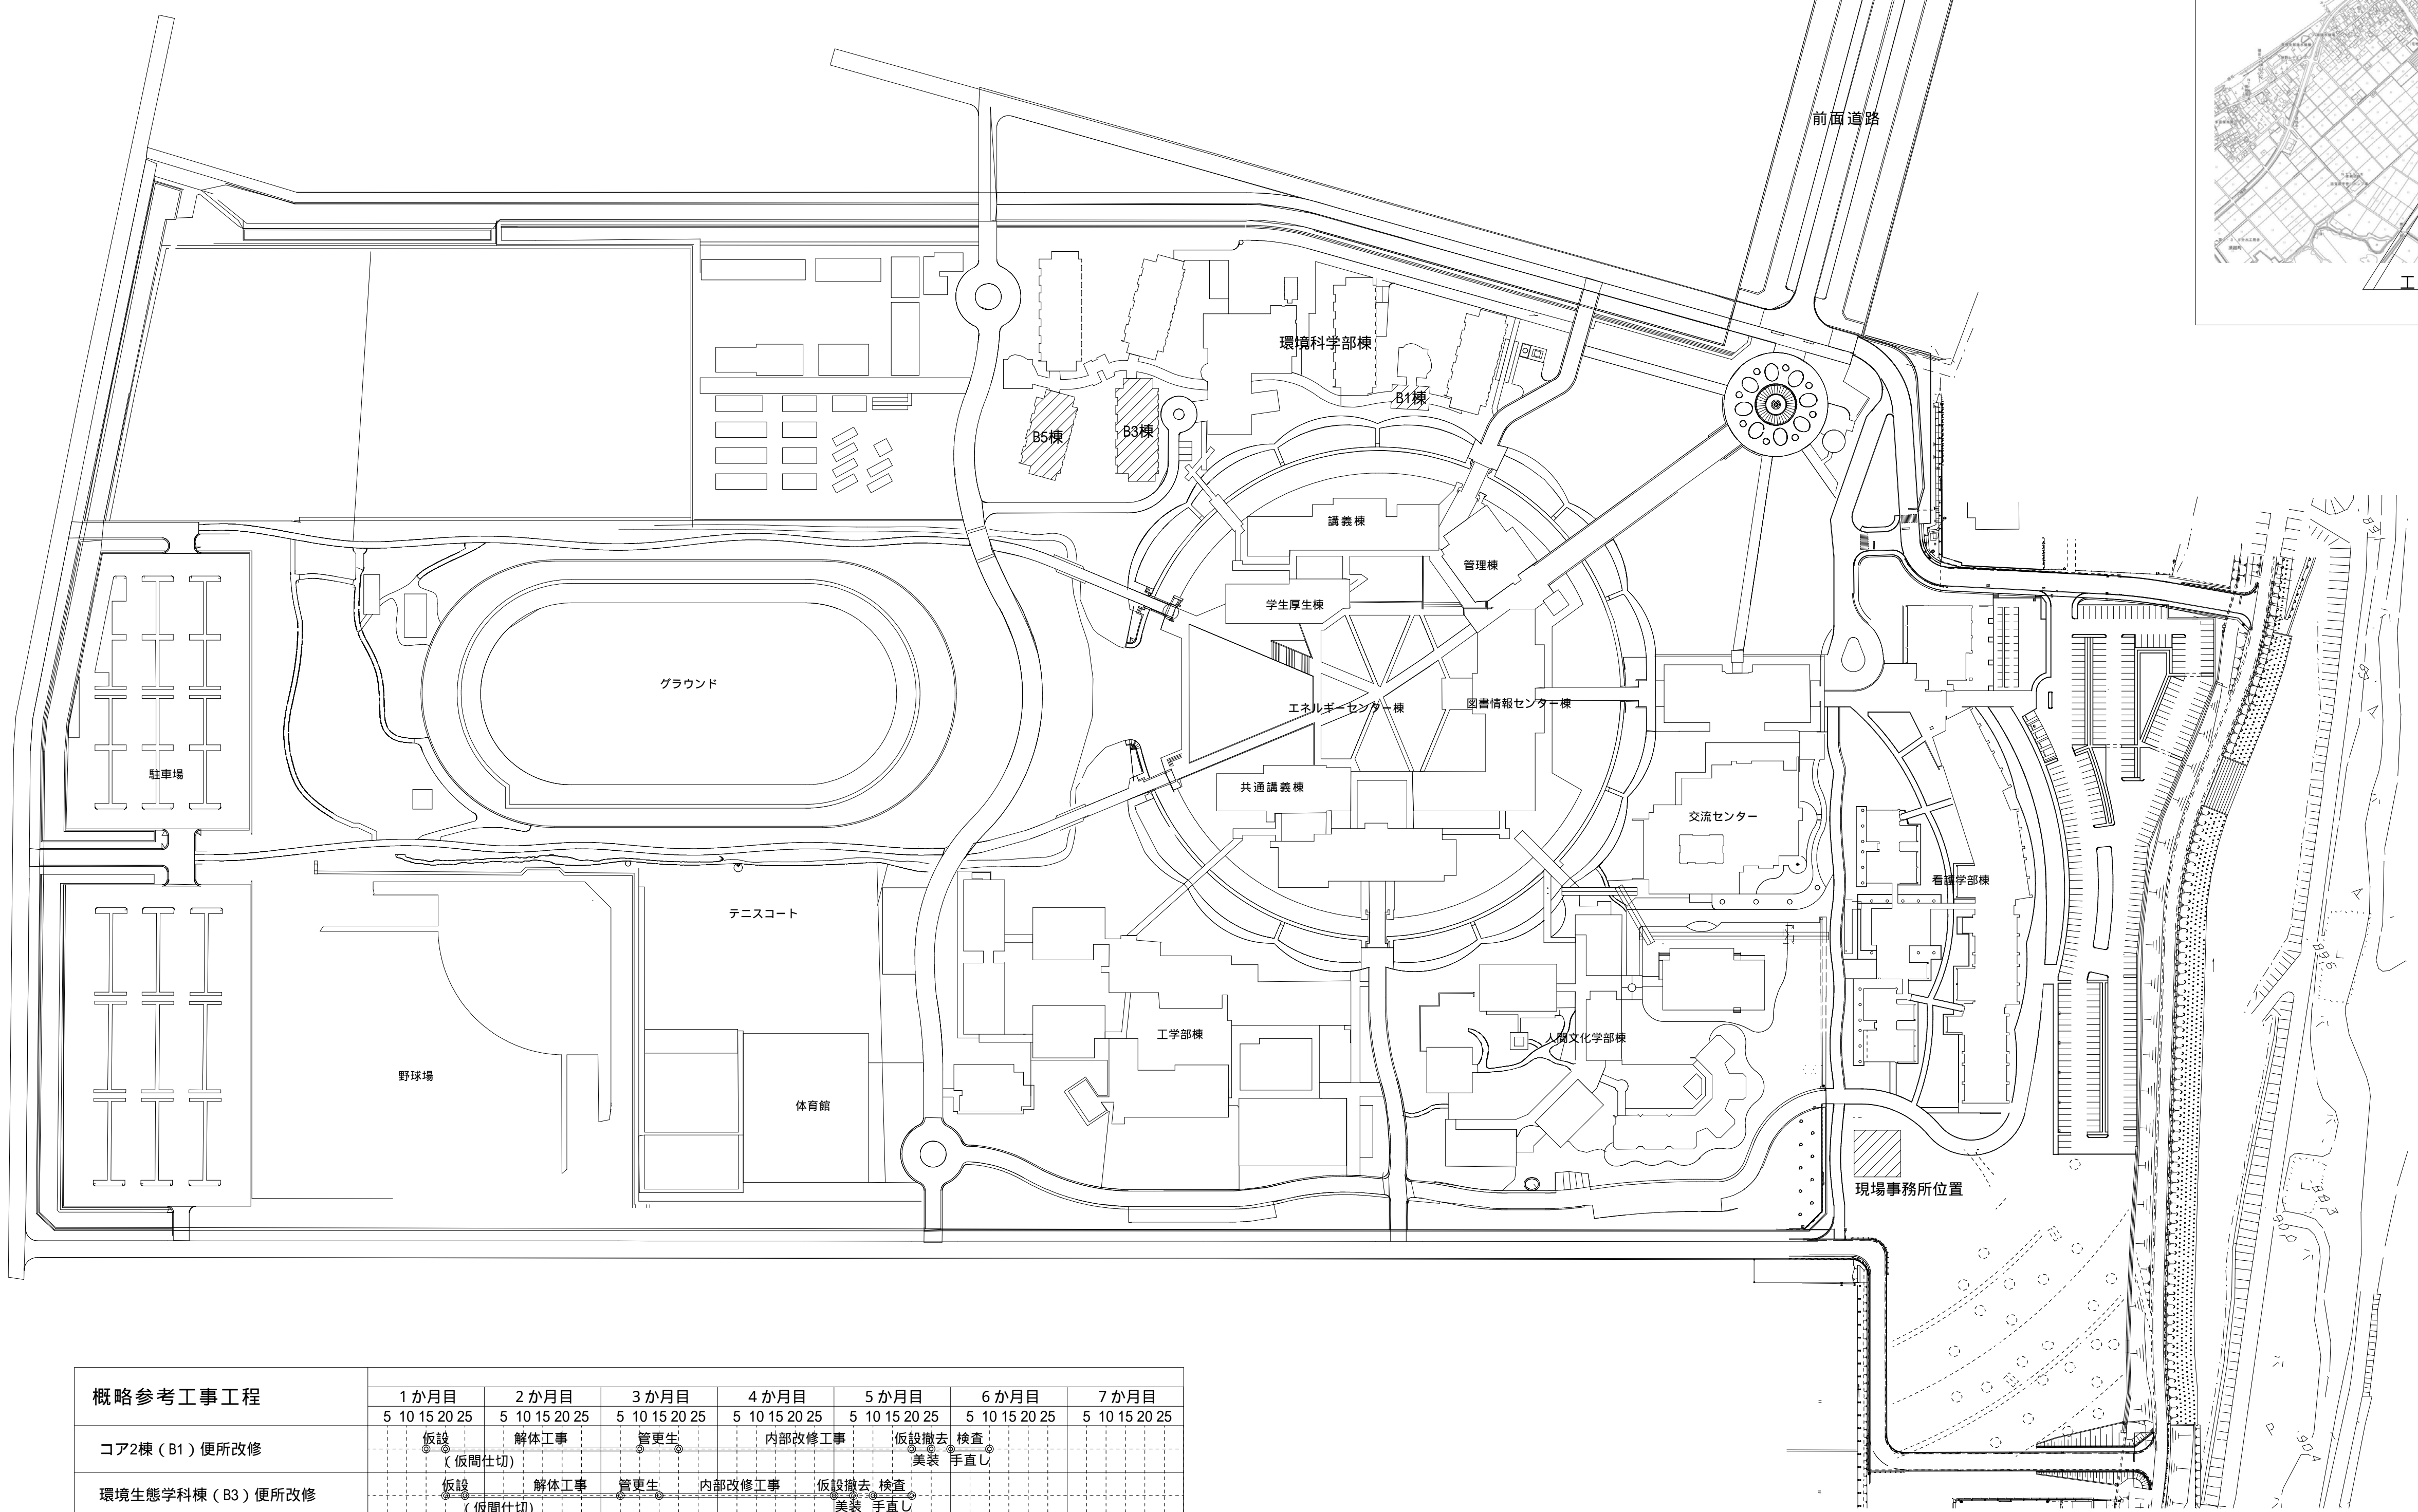 前面道路
工
環境科学部棟
B1棟
B5棟
B3棟
講義棟
管理棟
学生厚生棟
グラウンド
エネルギーセンター棟
図書情報センター棟
駐車場
共通講義棟
交流センター
看護学部棟
テニスコート
工学部棟
人間文化学部棟
野球場
体育館
現場事務所位置
概略参考工事工程
1か月目 2か月目 3か月目 4か月目 5か月目 6か月目 7か月目
5 10 15 20 25 5 10 15 20 25 5 10 15 20 25 5 10 15 20 25 5 10 15 20 25 5 10 15 20 25 5 10 15 20 25
コア2棟(B1)便所改修
仮設 解体工事 管更生 内部改修工事 仮設撤去 検査
(仮間仕切) 美装 手直し
環境生態学科棟(B3)便所改修
仮設 解体工事 管更生 内部改修工事 仮設撤去 検査
(仮間仕切) 美装 手直し